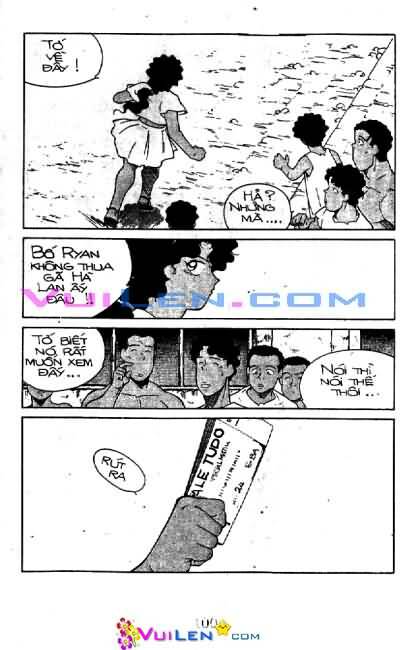 TỚ
VỀ
ĐÂY !
HẢ ?
NHƯNG
MÀ ....
BỐ RYAN
KHÔNG THUA
GÃ HÀ
LAN ẤY
ĐÂU !!
VUILEN.COM
TỚ BIẾT
NÓ RẤT
MUỐN XEM
ĐẤY ...
NÓI THÌ
NÓI THẾ
THÔI ...
RÚT
RA
ALE TUDO
VUILEN.COM